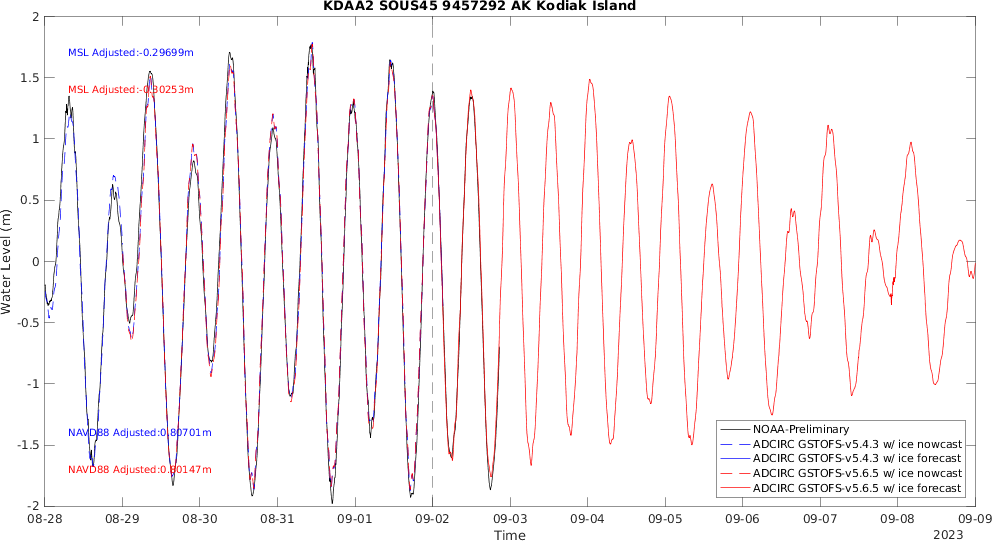 KDAA2 SOUS45 9457292 AK Kodiak Island
2
1.5
1
0.5
0
-0.5
-1
-1.5
-2
Water Level (m)
MSL Adjusted:-0.29699m
MSL Adjusted:-0.30253m
NAVD88 Adjusted:0.80701m
NAVD88 Adjusted:0.80147m
NOAA-Preliminary
ADCIRC GSTOFS-v5.4.3 w/ ice nowcast
ADCIRC GSTOFS-v5.4.3 w/ ice forecast
ADCIRC GSTOFS-v5.6.5 w/ ice nowcast
ADCIRC GSTOFS-v5.6.5 w/ ice forecast
08-28 08-29 08-30 08-31 09-01 09-02 09-03 09-04 09-05 09-06 09-07 09-08 09-09
Time
2023